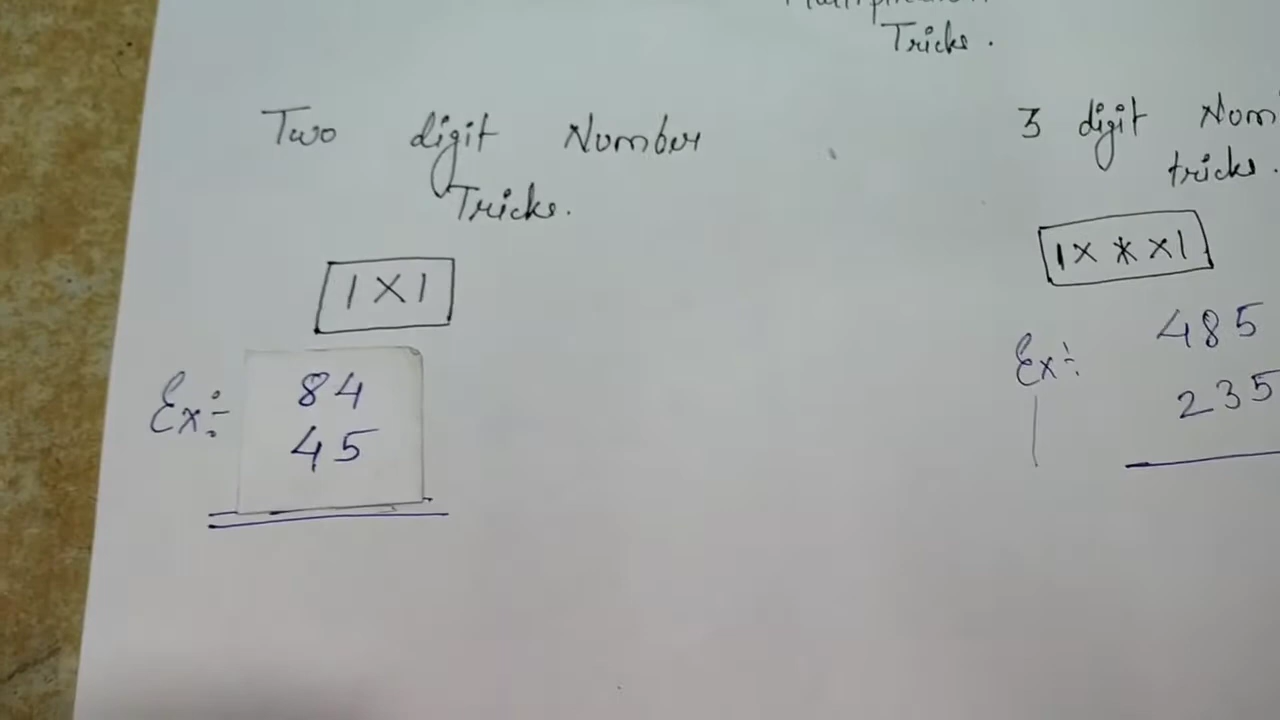 Tricks.
Two digit Number
Tricks.
1 X 1
Ex:-
84
45
3 digit
tricks.
1 X * X 1
Ex:-
485
235